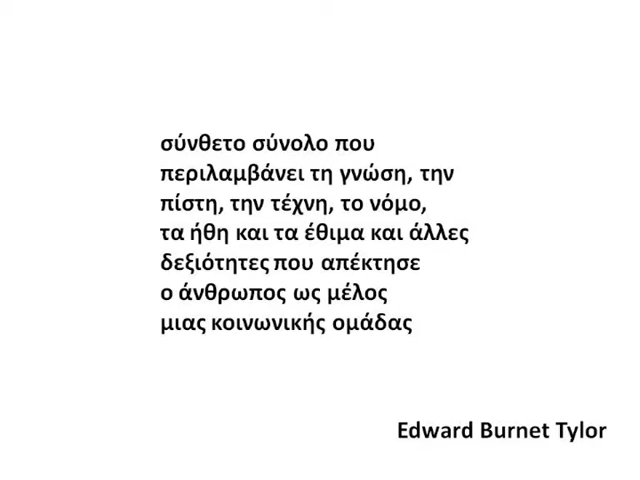 σύνθετο σύνολο που
περιλαμβάνει τη γνώση, την
πίστη, την τέχνη, το νόμο,
τα ήθη και τα έθιμα και άλλες
δεξιότητες που απέκτησε
ο άνθρωπος ως μέλος
μιας κοινωνικής ομάδας
Edward Burnet Tylor